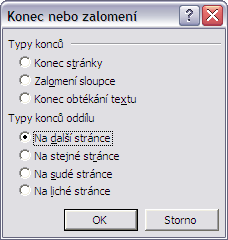 Konec nebo zalomení
Typy konců
Konec stránky
Zalomení sloupce
Konec obtékání textu
Typy konců oddílu
Na další stránce
Na stejné stránce
Na sudé stránce
Na liché stránce
OK Storno